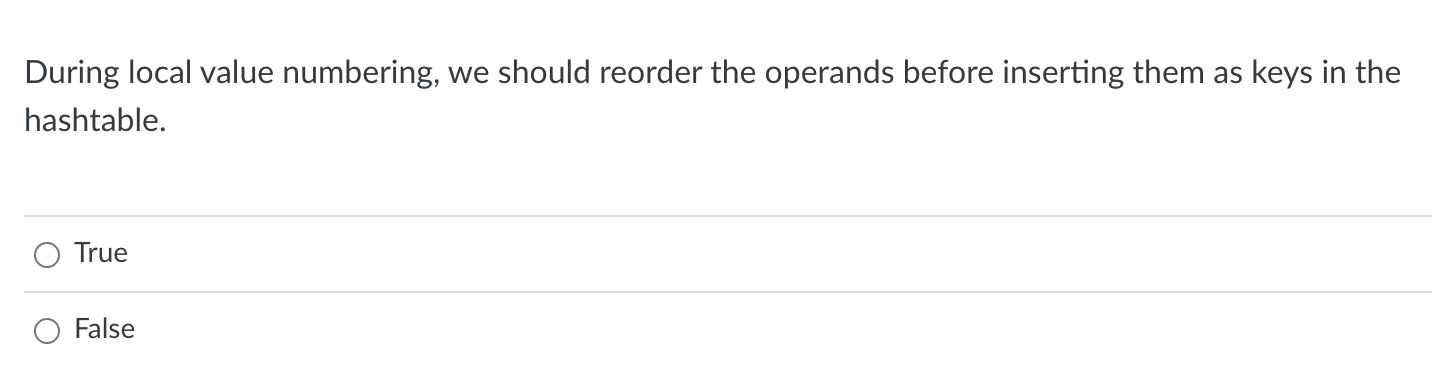 During local value numbering, we should reorder the operands before inserting them as keys in the
hashtable.
True
False